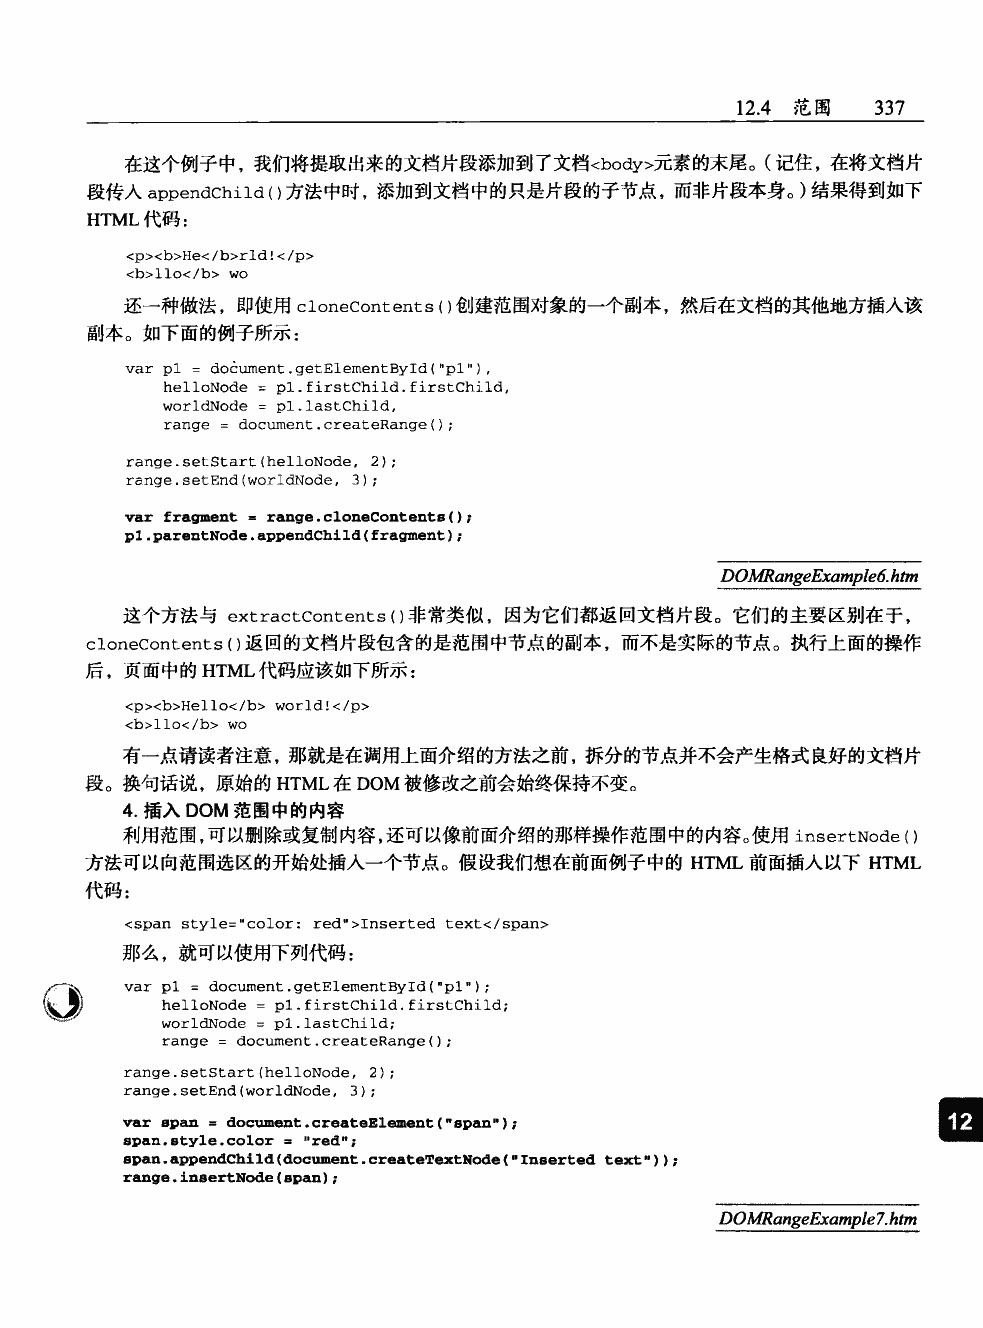 12.4 范围 337
在这个例子中，我们将提取出来的文档片段添加到了文档<body>元素的末尾。（记住，在将文档片
段传入 appendChild()方法中时，添加到文档中的只是片段的子节点，而非片段本身。）结果得到如下
HTML 代码：
<p><b>He</b>rld!</p>
<b>llo</b> wo
还一种做法，即使用 cloneContents()创建范围对象的一个副本，然后在文档的其他地方插入该
副本。如下面的例子所示：
var p1 = document.getElementById("p1"),
    helloNode = p1.firstChild.firstChild,
    worldNode = p1.lastChild,
    range = document.createRange();
range.setStart(helloNode, 2);
range.setEnd(worldNode, 3);
var fragment = range.cloneContents();
p1.parentNode.appendChild(fragment);
DOMRangeExample6.htm
这个方法与 extractContents()非常类似，因为它们都返回文档片段。它们的主要区别在于，
cloneContents()返回的文档片段包含的是范围中节点的副本，而不是实际的节点。执行上面的操作
后，页面中的 HTML 代码应该如下所示：
<p><b>Hello</b> world!</p>
<b>llo</b> wo
有一点请读者注意，那就是在调用上面介绍的方法之前，拆分的节点并不会产生格式良好的文档片
段。换句话说，原始的 HTML 在 DOM 被修改之前会始终保持不变。
4. 插入 DOM 范围中的内容
利用范围，可以删除或复制内容，还可以像前面介绍的那样操作范围中的内容。使用 insertNode()
方法可以向范围选区的开始处插入一个节点。假设我们想在前面例子中的 HTML 前面插入以下 HTML
代码：
<span style="color: red">Inserted text</span>
那么，就可以使用下列代码：
var p1 = document.getElementById("p1");
    helloNode = p1.firstChild.firstChild;
    worldNode = p1.lastChild;
    range = document.createRange();
range.setStart(helloNode, 2);
range.setEnd(worldNode, 3);
var span = document.createElement("span");
span.style.color = "red";
span.appendChild(document.createTextNode("Inserted text"));
range.insertNode(span);
12
DOMRangeExample7.htm